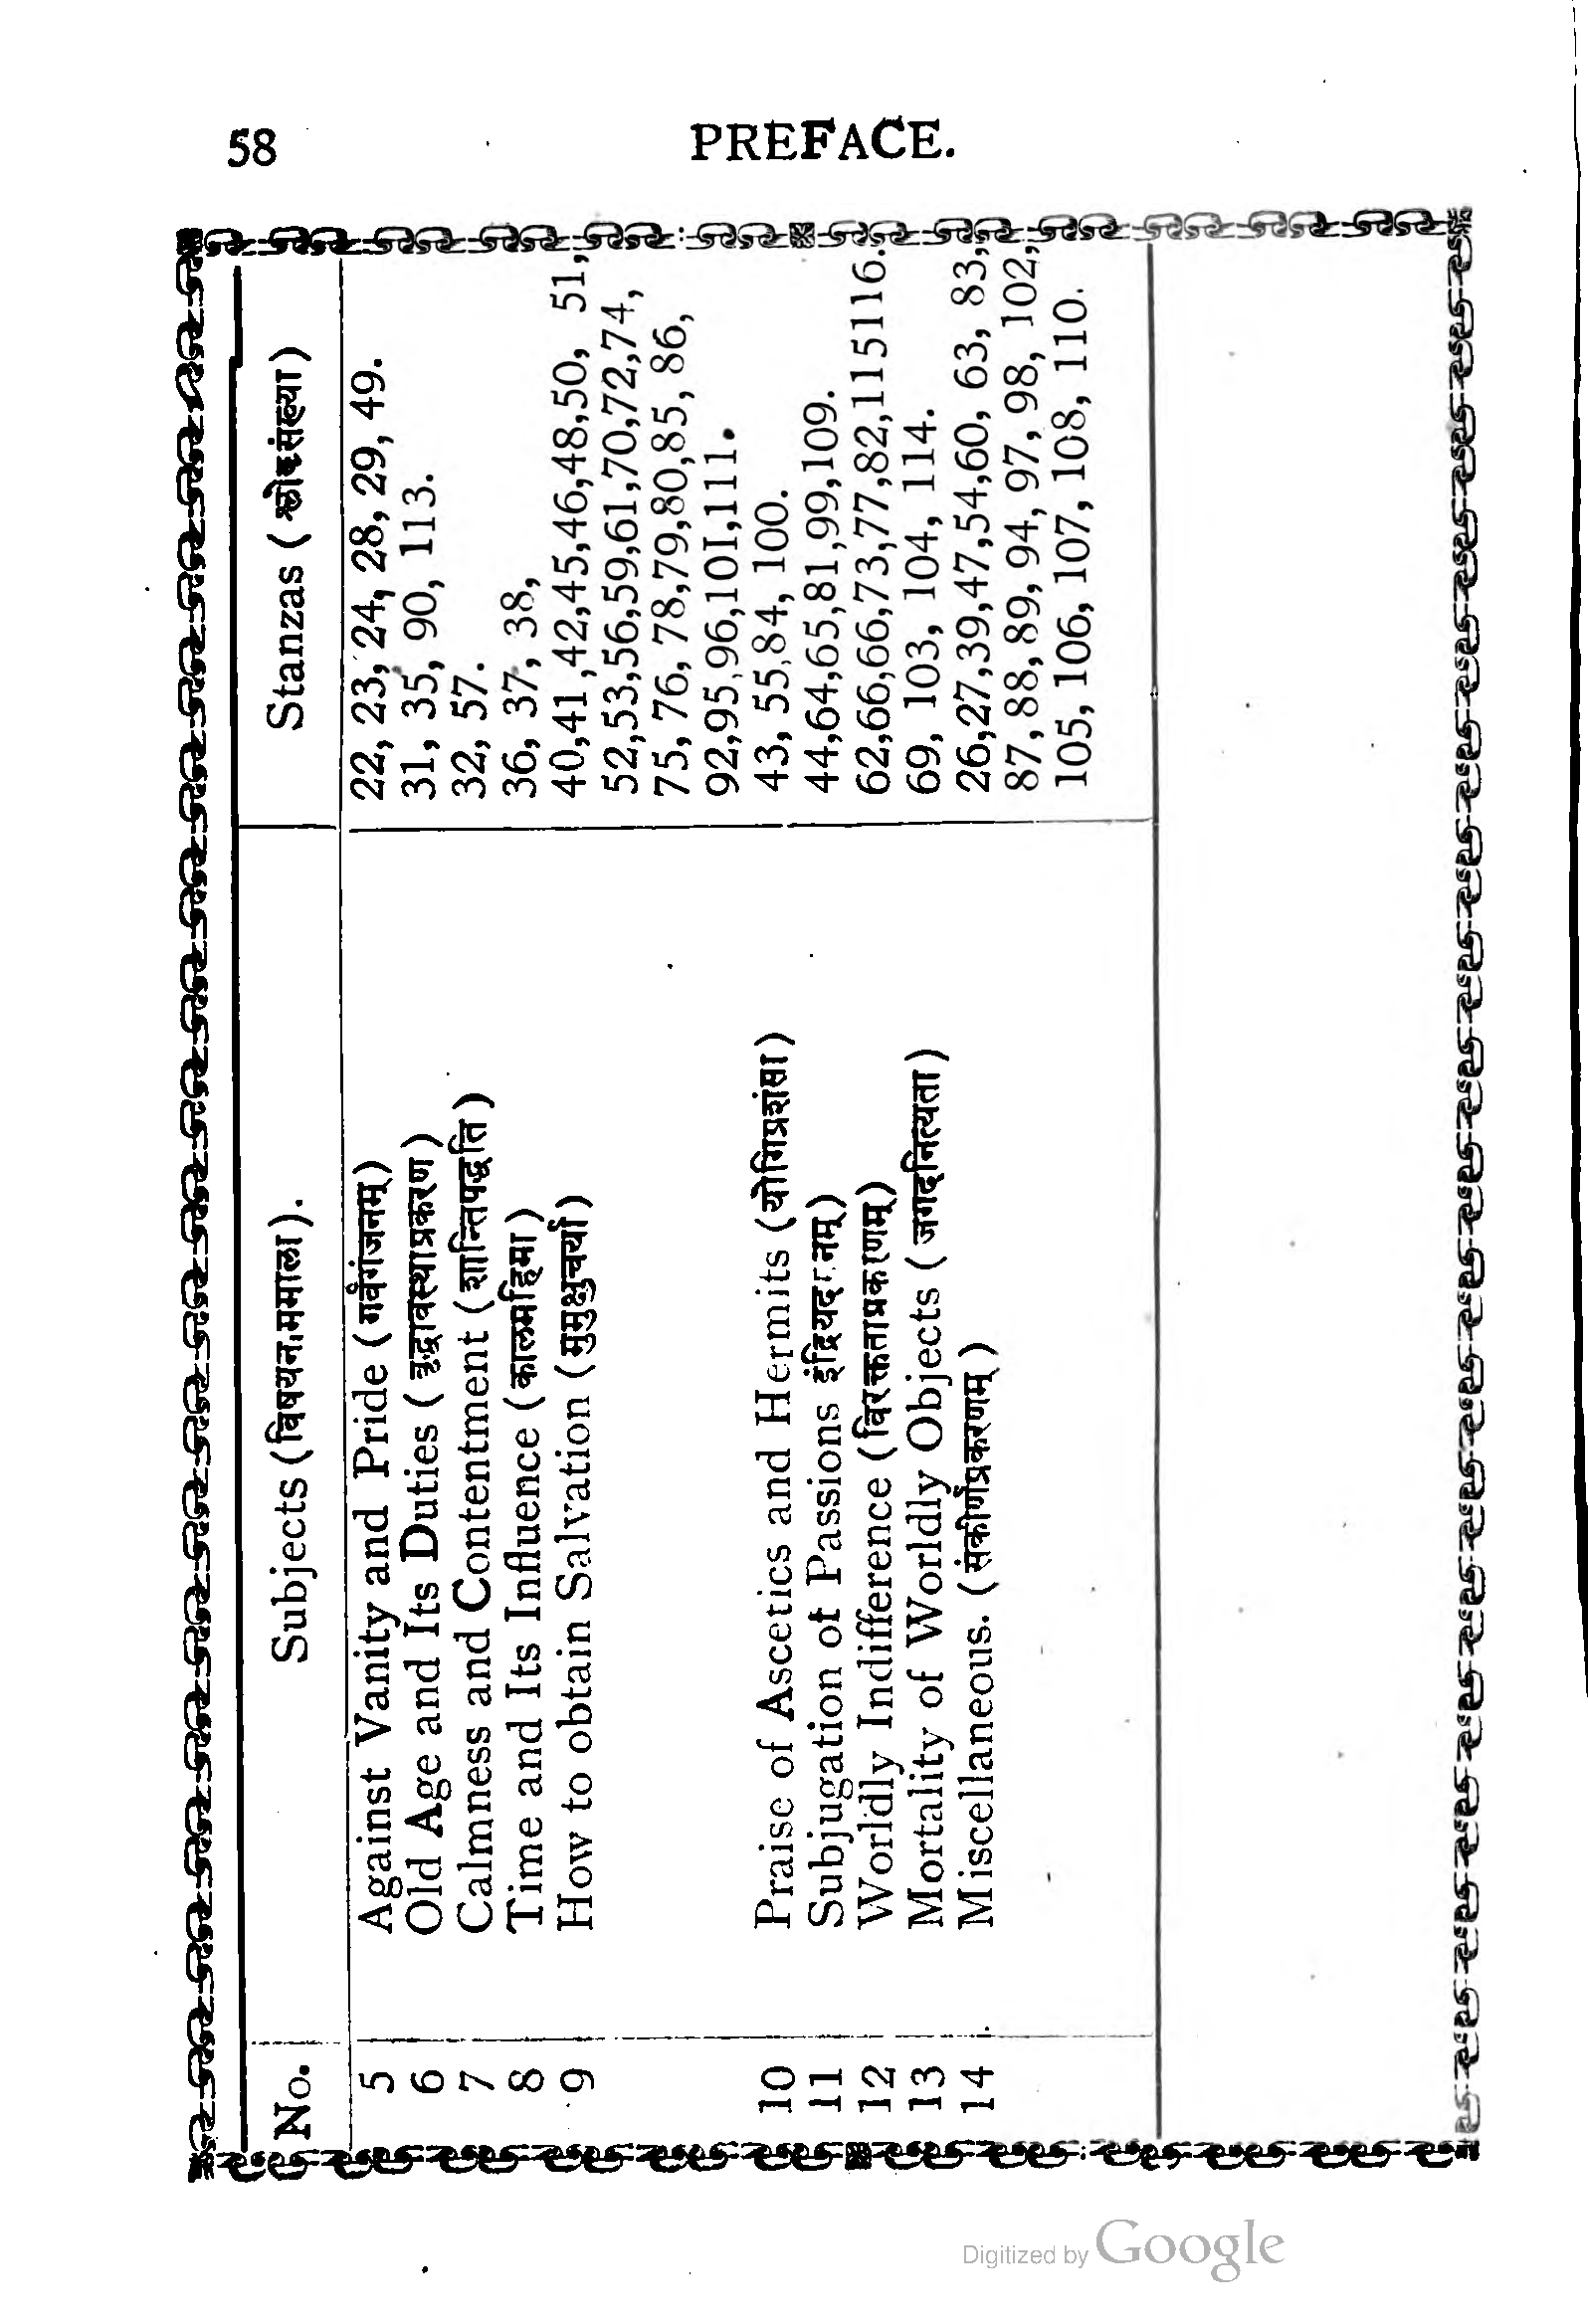 58
PREFACE.
No. Subjects (विषयनाममाला). Stanzas (श्लोकसंख्या)
5 Against Vanity and Pride (गर्वगंजनम्) 22, 23, 24, 28, 29, 49.
6 Old Age and Its Duties (वृद्धावस्थाप्रकरण) 31, 35, 90, 113.
7 Calmness and Contentment (शान्तिपद्धति) 32, 57.
8 Time and Its Influence (कालमहिमा) 36, 37, 38,
9 How to obtain Salvation (मुमुक्षुचर्या) 40,41,42,45,46,48,50, 51,
52,53,56,59,61,70,72,74,
75, 76, 78,79,80,85, 86,
92,95,96,101,111.
10 Praise of Ascetics and Hermits (योगिप्रशंसा) 43, 55,84, 100.
11 Subjugation of Passions 44,64,65,81,99,109.
12 Worldly Indifference (विरक्तताप्रकरणम्) 62,66,66,73,77,82,115116.
13 Mortality of Worldly Objects (जगदनित्यता) 69, 103, 104, 114.
14 Miscellaneous. (संकीर्णप्रकरणम्) 26,27,39,47,54,60, 63, 83,
87, 88, 89, 94, 97, 98, 102,
105, 106, 107, 108, 110.
Digitized by Google